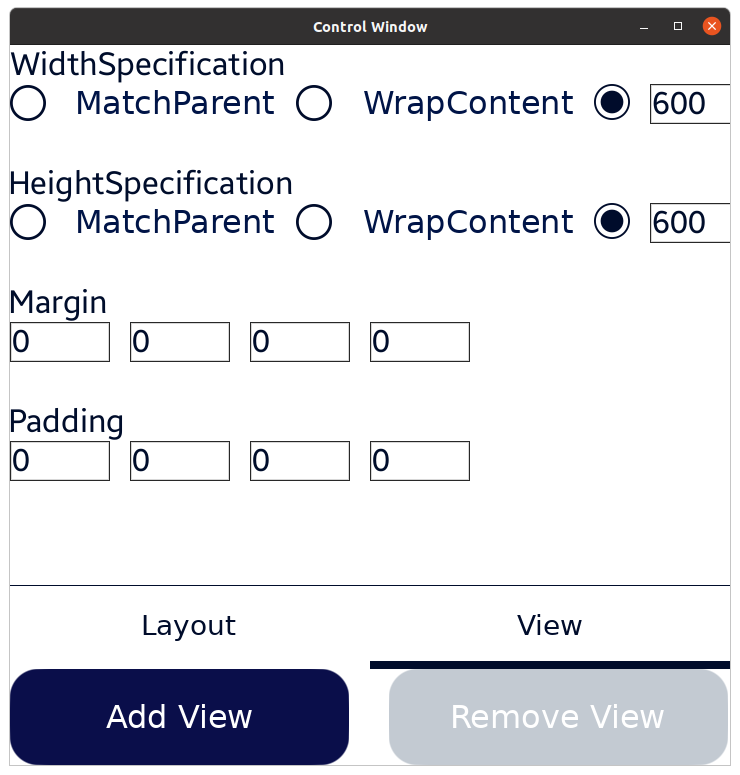 Control Window
WidthSpecification
MatchParent WrapContent 600
HeightSpecification
MatchParent WrapContent 600
Margin
0 0 0 0
Padding
0 0 0 0
Layout View
Add View Remove View